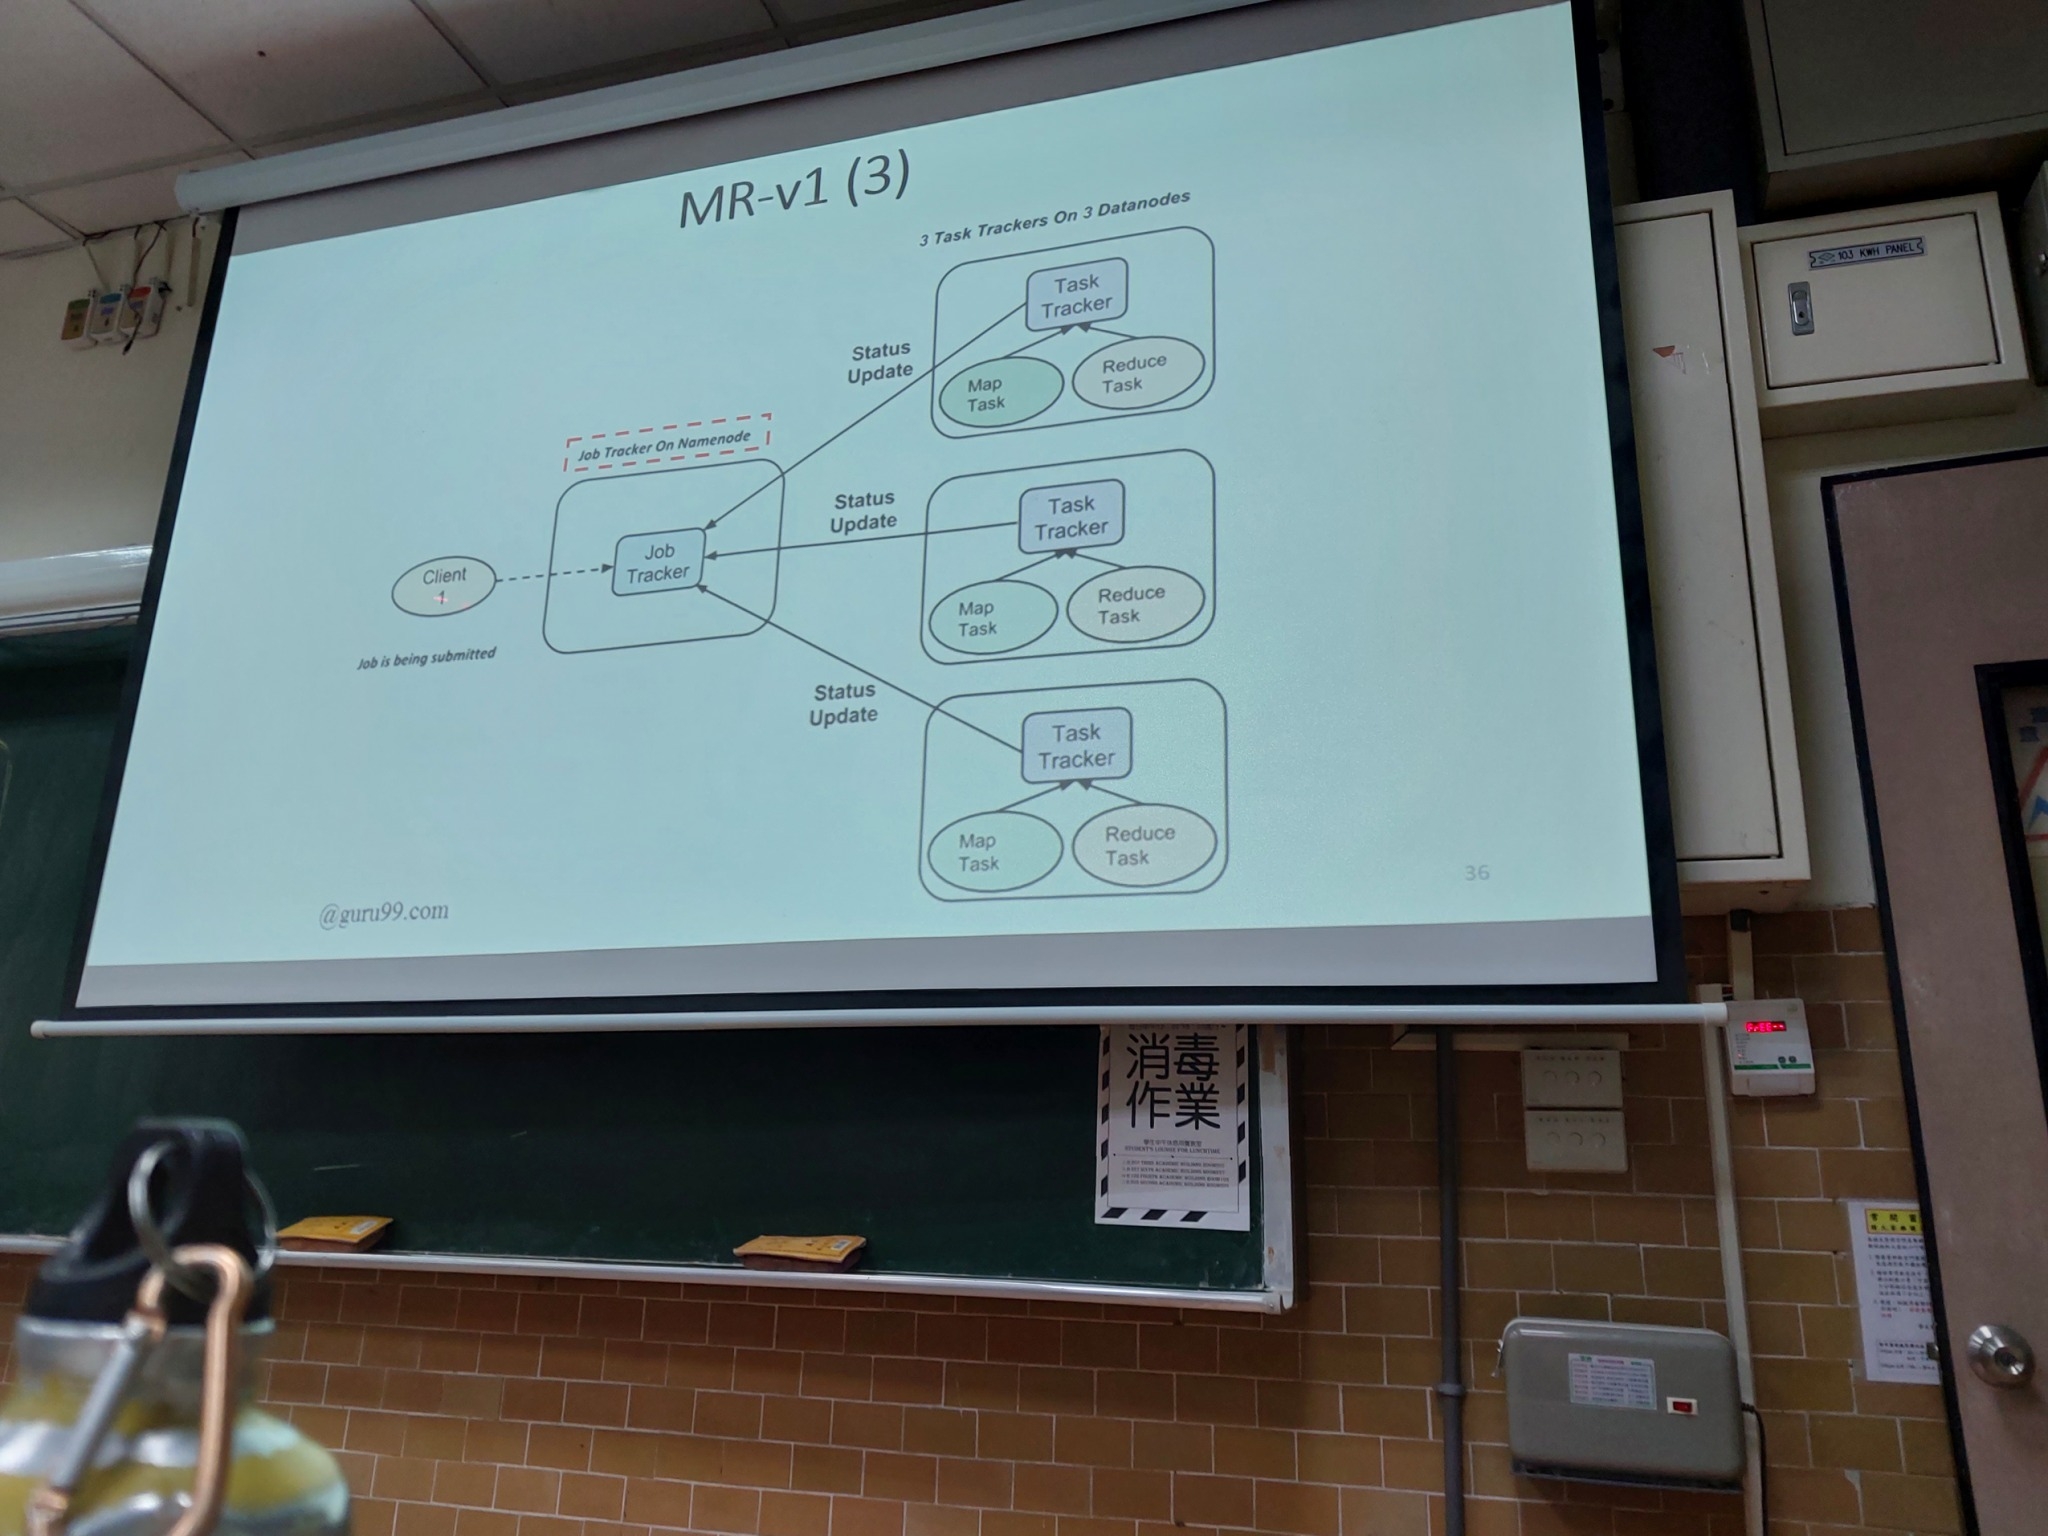 MR-v1 (3)
3 Task Trackers On 3 Datanodes
Task
Tracker
Status
Update
Map
Task
Reduce
Task
Job Tracker On Namenode
Status
Update
Task
Tracker
Job
Tracker
Client
1
Map
Task
Reduce
Task
Job is being submitted
Status
Update
Task
Tracker
Map
Task
Reduce
Task
36
@guru99.com
103 KWH PANEL
消毒
作業
STUDENT'S LOUNGE FOR LUNCHTIME